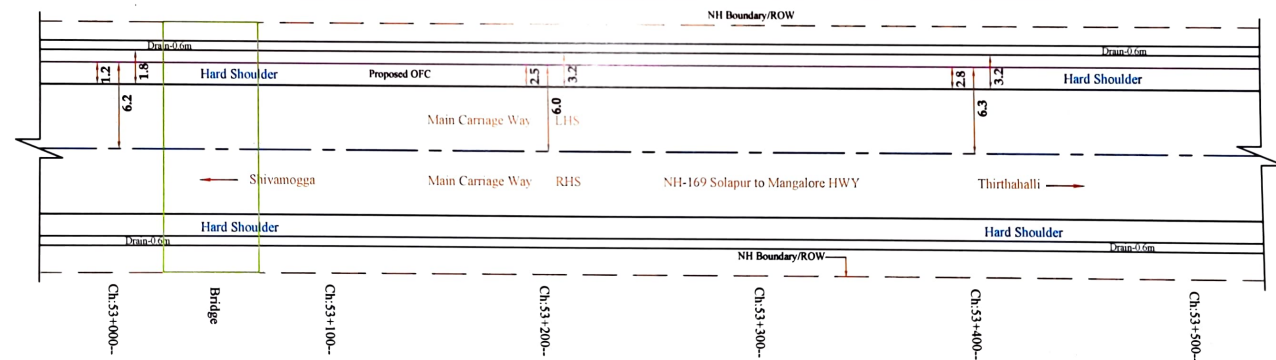 NH Boundary/ROW
Drain-0.6m
Drain-0.6m
1.2
1.8
Hard Shoulder
Proposed OFC
2.5
3.2
2.8
3.2
Hard Shoulder
6.2
6.0
6.3
Main Carriage Way LHS
Shivamogga
Main Carriage Way RHS
NH-169 Solapur to Mangalore HWY
Thirthahalli
Hard Shoulder
Hard Shoulder
Drain-0.6m
Drain-0.6m
NH Boundary/ROW
Ch:53+000--
Bridge
Ch:53+100--
Ch:53+200--
Ch:53+300--
Ch:53+400--
Ch:53+500--